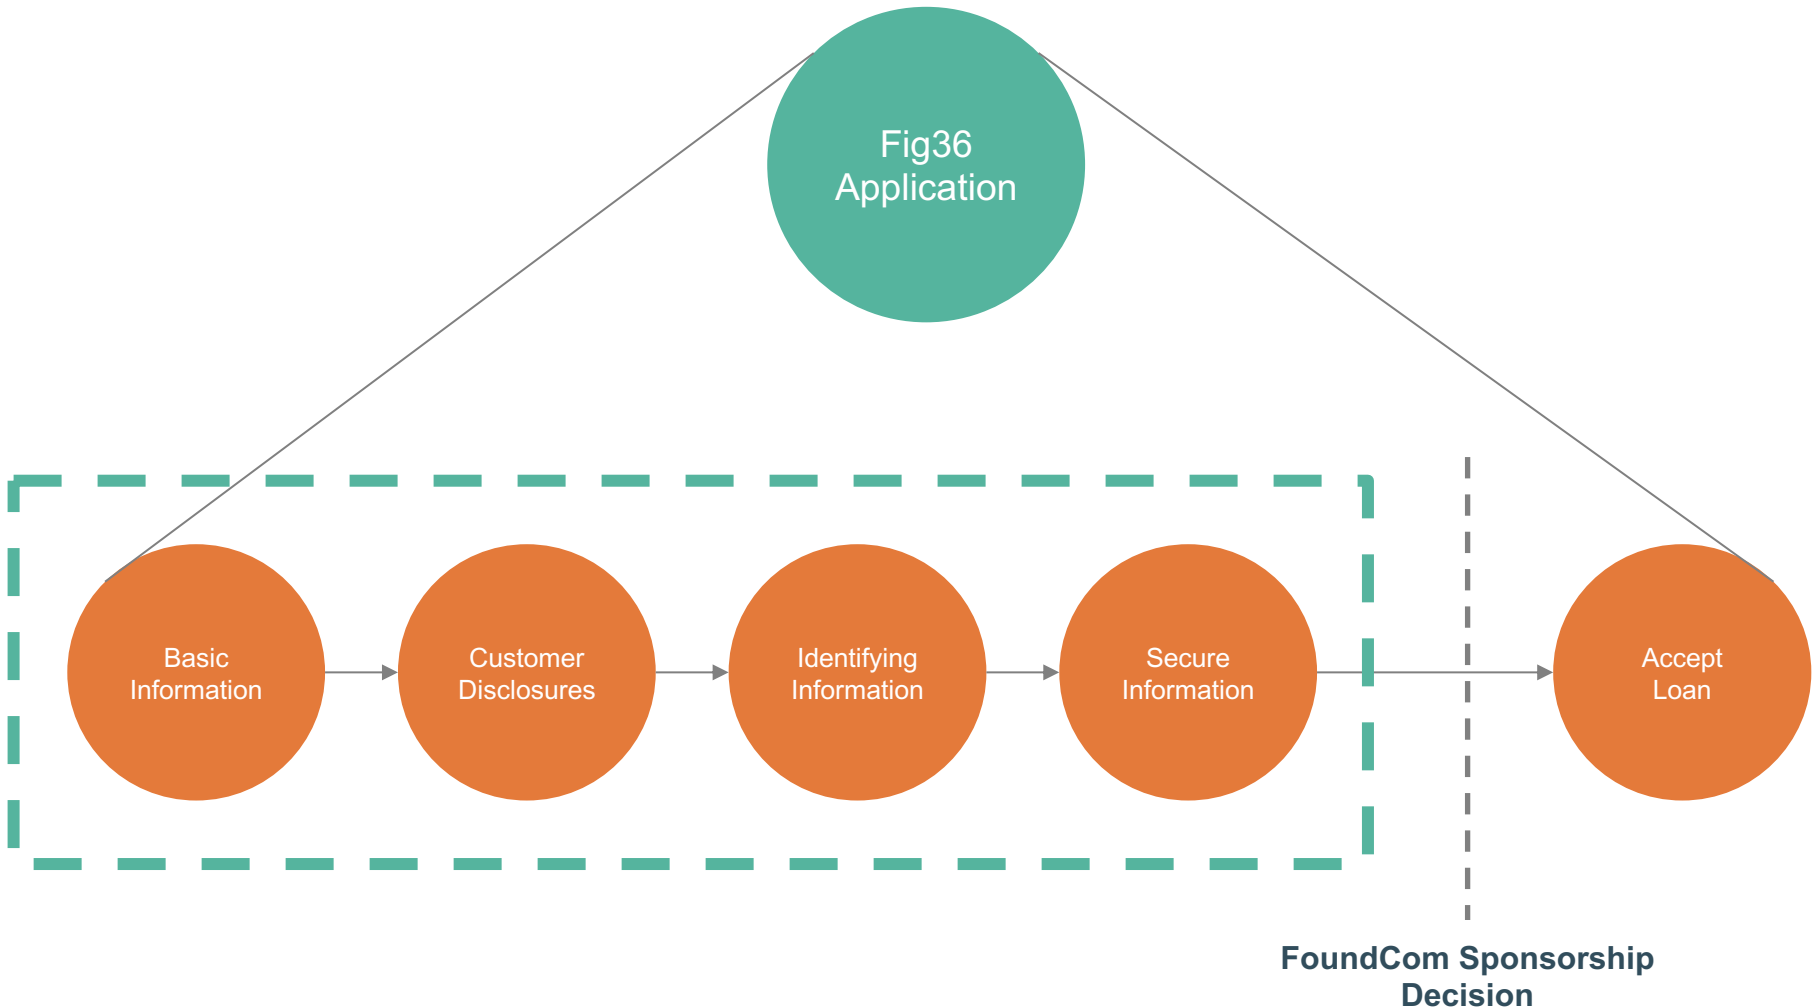 Fig36
Application
Basic
Information
Customer
Disclosures
Identifying
Information
Secure
Information
Accept
Loan
FoundCom Sponsorship
Decision